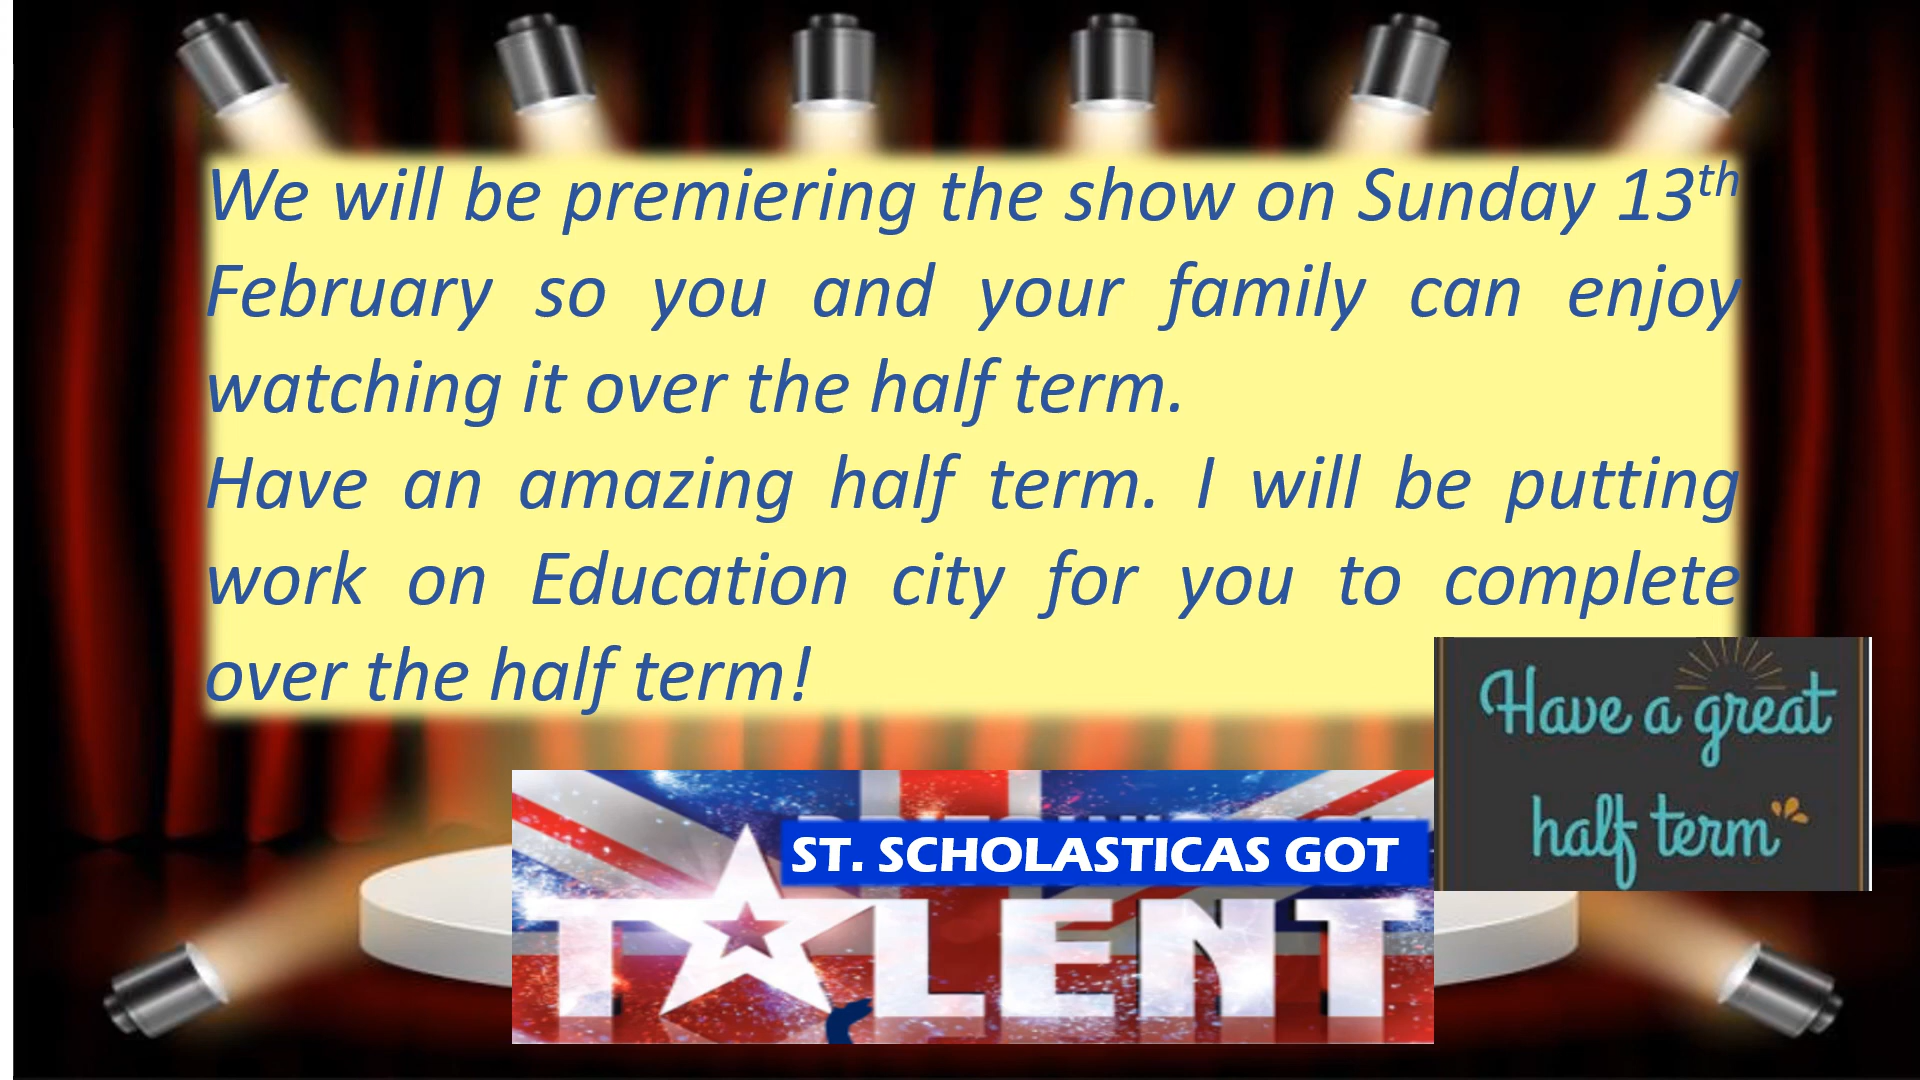 We will be premiering the show on Sunday 13th
February so you and your family can enjoy
watching it over the half term.
Have an amazing half term. I will be putting
work on Education city for you to complete
over the half term!
Have a great
half term
ST. SCHOLASTICAS GOT
TALENT